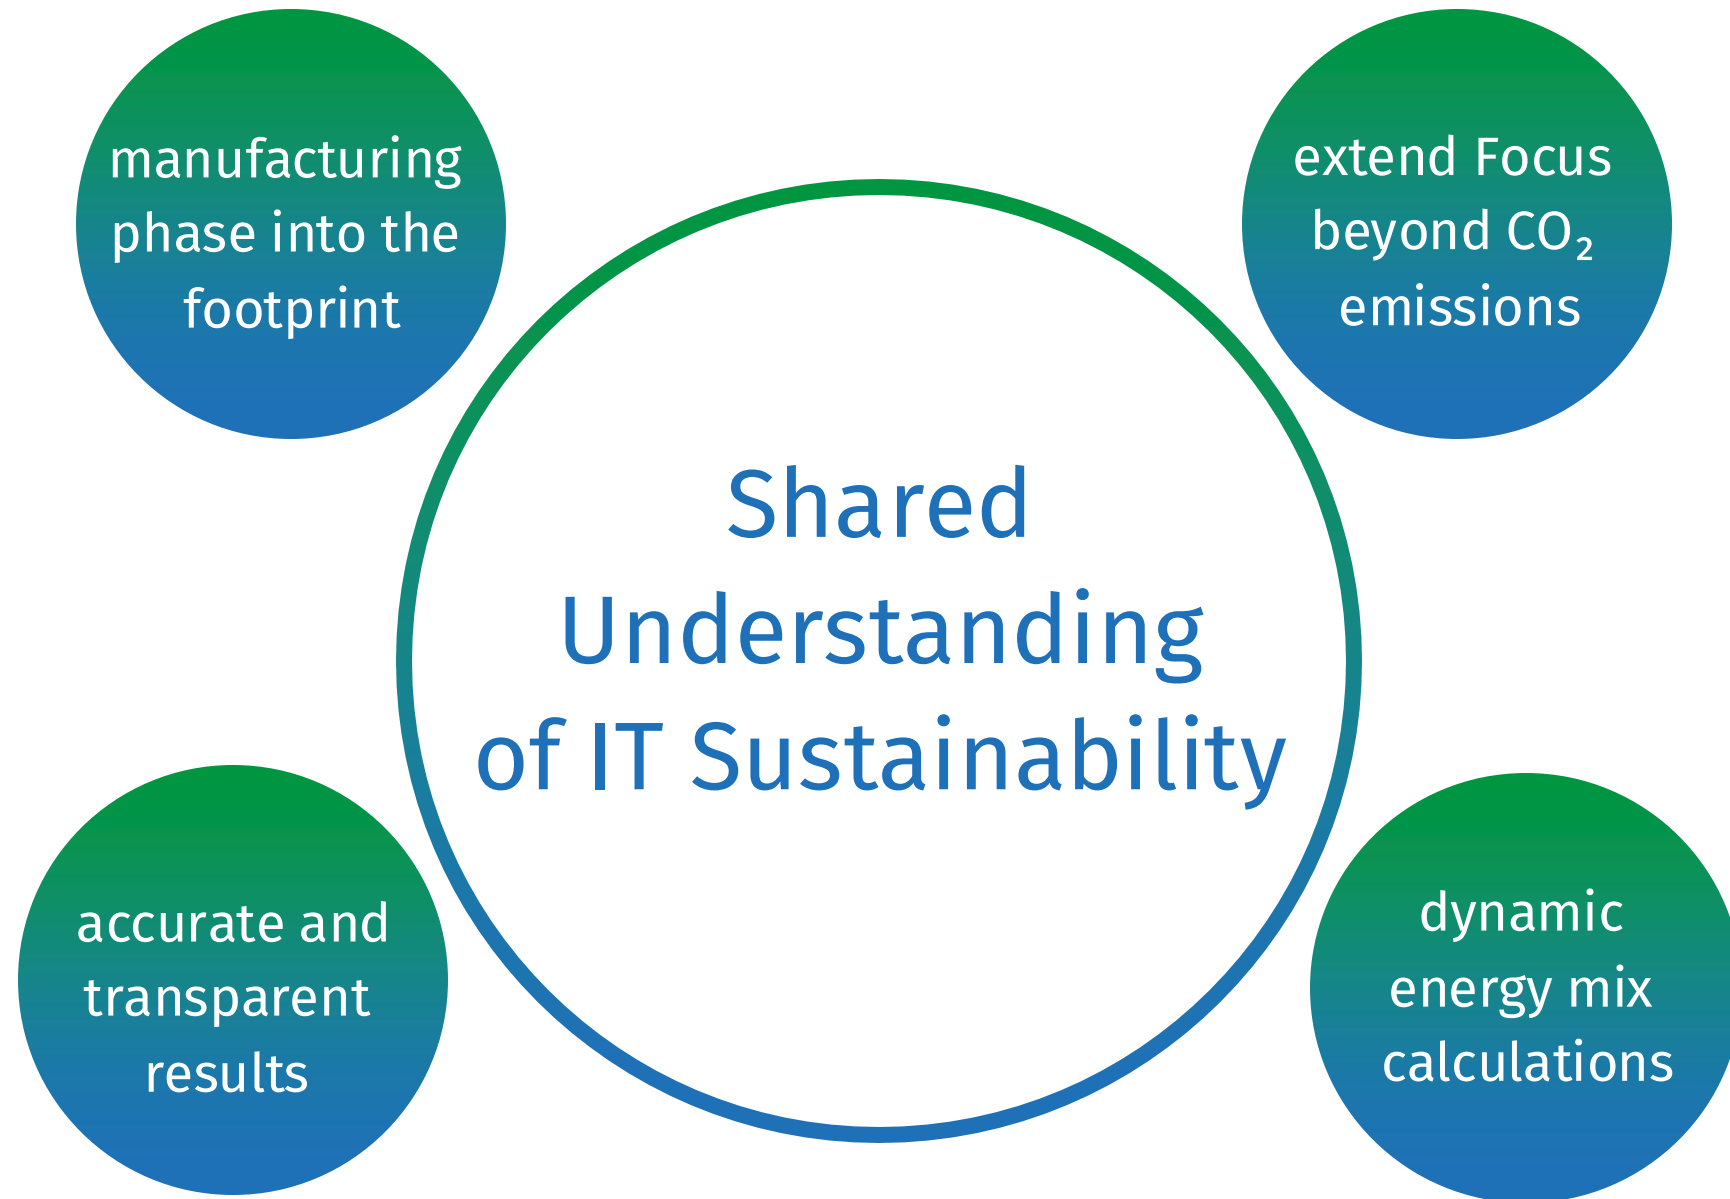 manufacturing
phase into the
footprint
extend Focus
beyond CO₂
emissions
Shared
Understanding
of IT Sustainability
accurate and
transparent
results
dynamic
energy mix
calculations